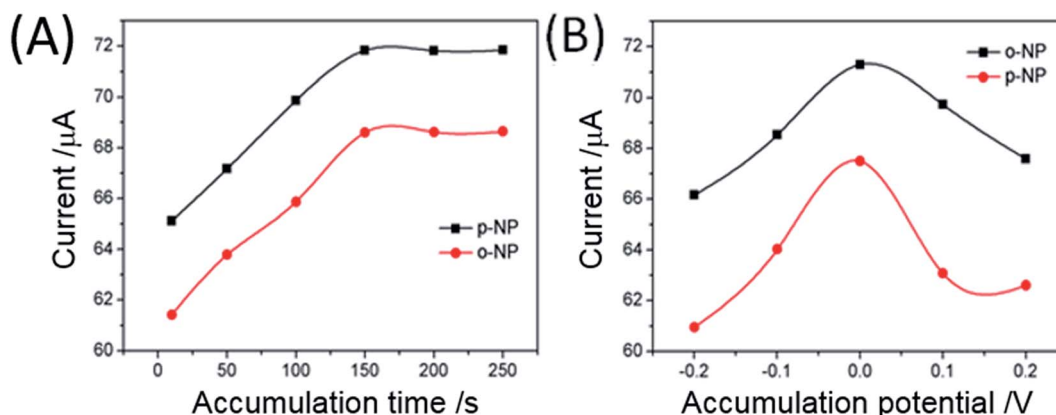 (A)
72
70
68
66
64
62
60
Current /μA
p-NP
o-NP
0 50 100 150 200 250
Accumulation time /s
(B)
72
70
68
66
64
62
60
Current /μA
o-NP
p-NP
-0.2 -0.1 0.0 0.1 0.2
Accumulation potential /V